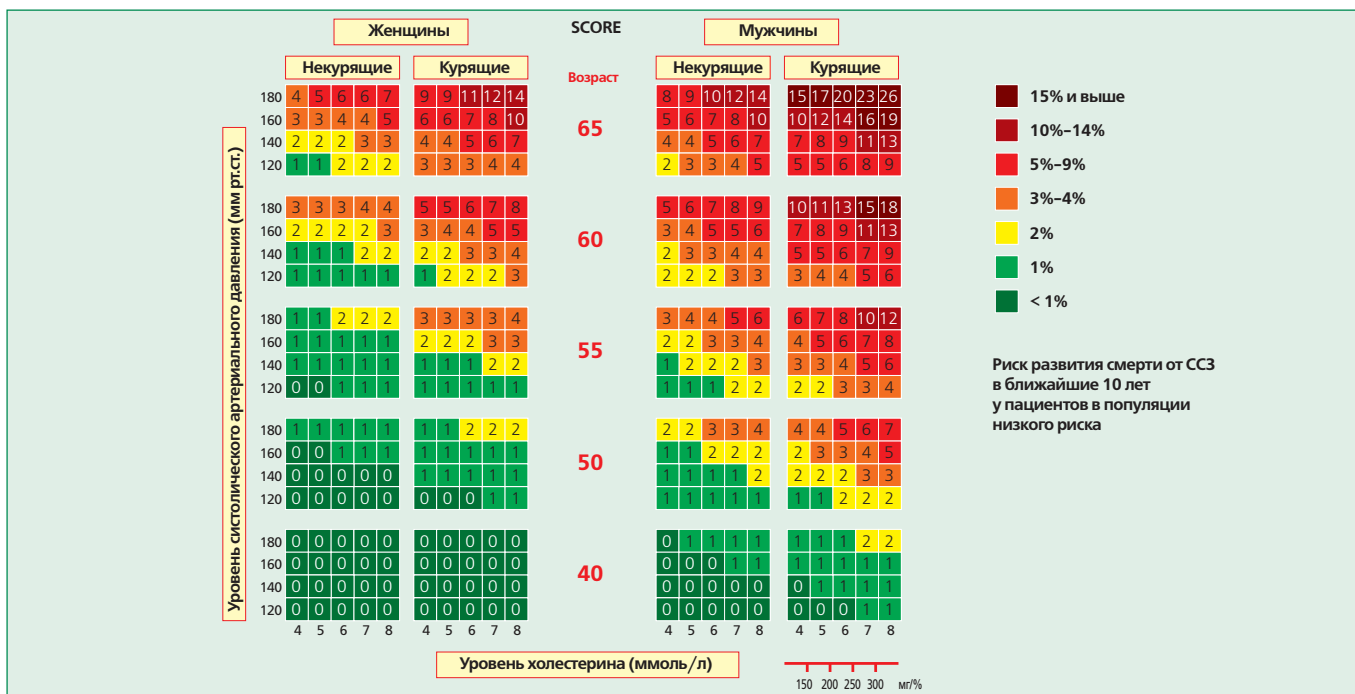 Женщины SCORE Мужчины
Некурящие Курящие Возраст Некурящие Курящие
180 4 5 6 6 7 9 9 11 12 14 8 9 10 12 14 15 17 20 23 26
160 3 3 4 4 5 6 6 7 8 10 65 5 6 7 8 10 10 12 14 16 19
140 2 2 2 3 3 4 4 5 6 7 4 4 5 6 7 7 8 9 11 13
120 1 1 2 2 2 3 3 3 4 4 2 3 3 4 5 5 5 6 8 9
180 3 3 3 4 4 5 5 6 7 8 5 6 7 8 9 10 11 13 15 18
160 2 2 2 2 3 3 4 4 5 5 60 3 4 5 5 6 7 8 9 11 13
140 1 1 1 2 2 2 2 3 3 4 2 3 3 4 4 5 5 6 7 9
120 1 1 1 1 1 1 2 2 2 3 2 2 2 3 3 3 4 4 5 6
180 1 1 2 2 2 3 3 3 3 4 3 4 4 5 6 6 7 8 10 12
160 1 1 1 1 1 2 2 2 3 3 55 2 2 3 3 4 4 5 6 7 8
140 1 1 1 1 1 1 1 1 2 2 1 2 2 2 3 3 3 4 5 6
120 0 0 1 1 1 1 1 1 1 1 1 1 1 2 2 2 2 3 3 4
180 1 1 1 1 1 1 1 2 2 2 2 2 3 3 4 4 4 5 6 7
160 0 0 1 1 1 1 1 1 1 1 50 1 1 2 2 2 2 3 3 4 5
140 0 0 0 0 0 1 1 1 1 1 1 1 1 1 2 2 2 2 3 3
120 0 0 0 0 0 0 0 0 1 1 1 1 1 1 1 1 1 2 2 2
180 0 0 0 0 0 0 0 0 0 0 0 1 1 1 1 1 1 1 2 2
160 0 0 0 0 0 0 0 0 0 0 40 0 0 0 1 1 1 1 1 1 1
140 0 0 0 0 0 0 0 0 0 0 0 0 0 0 0 0 1 1 1 1
120 0 0 0 0 0 0 0 0 0 0 0 0 0 0 0 0 0 0 1 1
4 5 6 7 8 4 5 6 7 8 4 5 6 7 8 4 5 6 7 8
Уровень систолического артериального давления (мм рт.ст.)
Уровень холестерина (ммоль/л)
150 200 250 300 мг/%
15% и выше
10%–14%
5%–9%
3%–4%
2%
1%
< 1%
Риск развития смерти от ССЗ
в ближайшие 10 лет
у пациентов в популяции
низкого риска